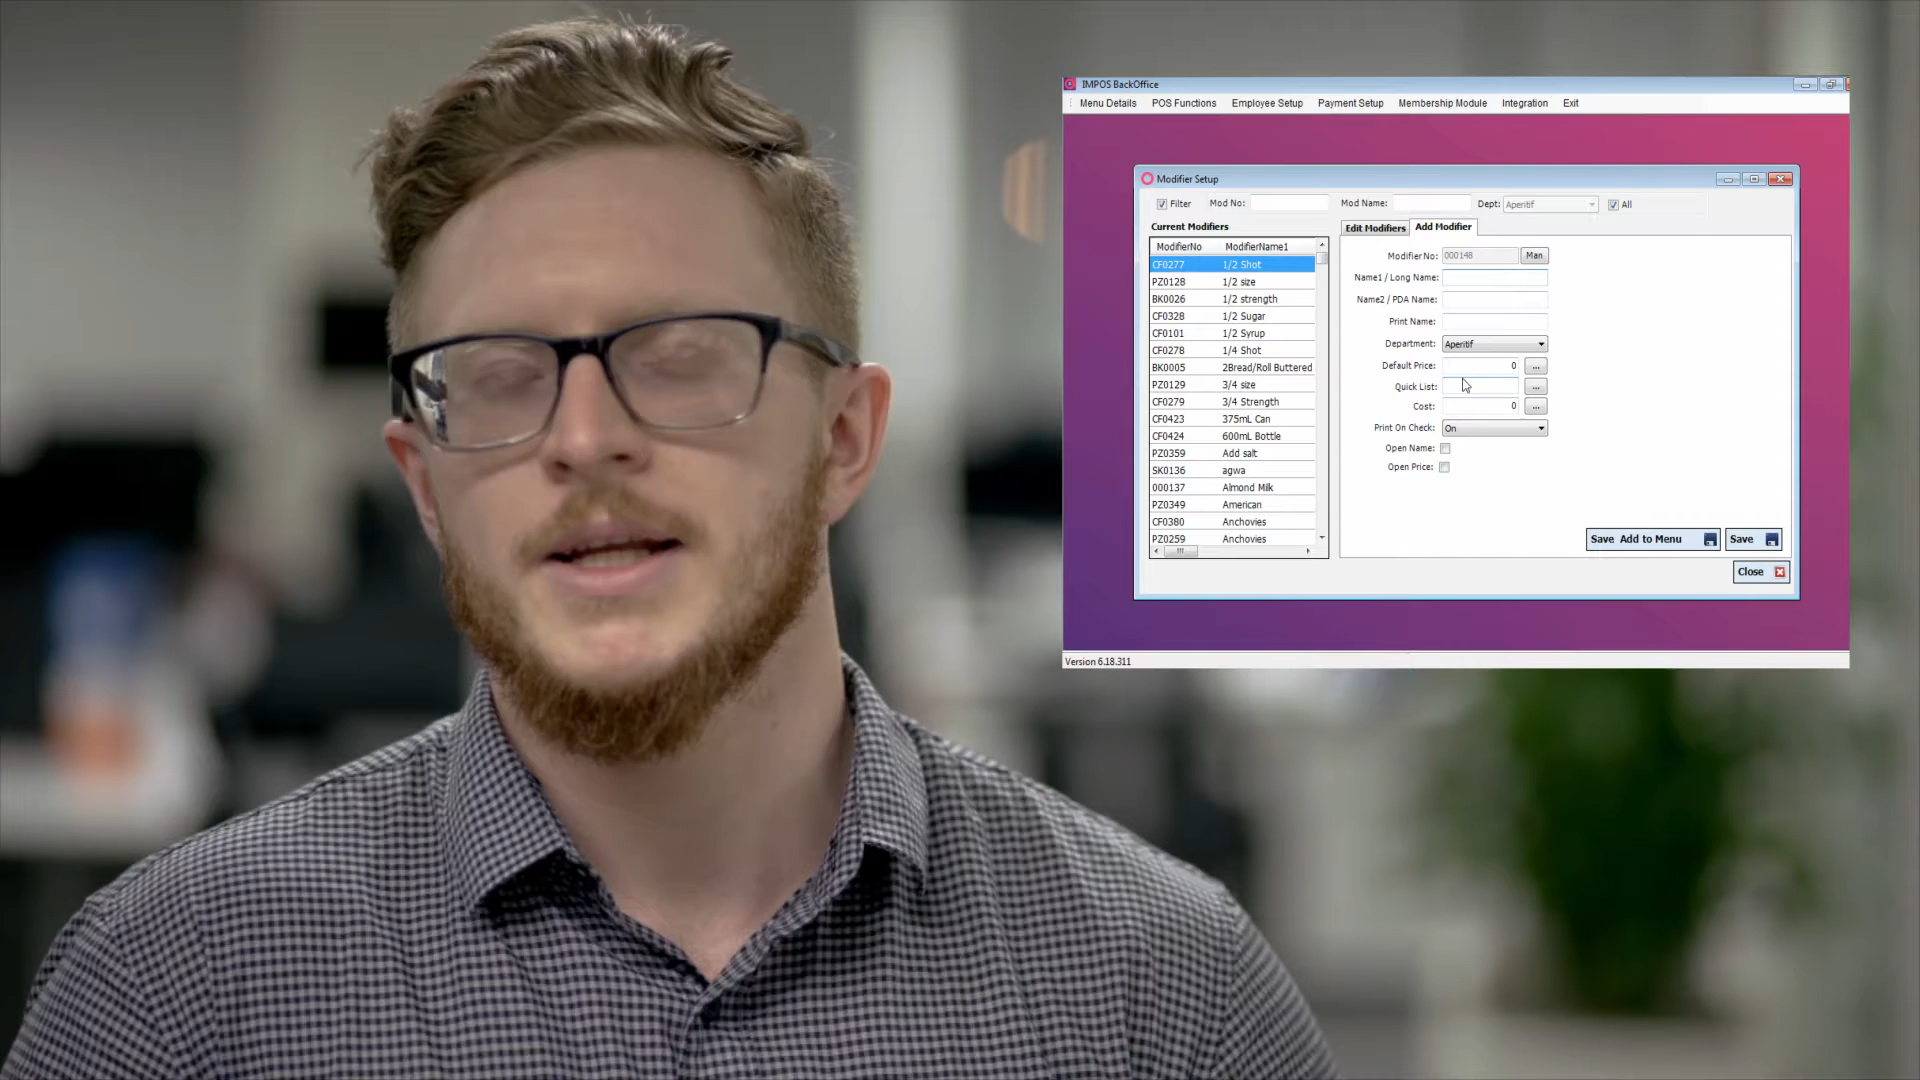 IMPOS BackOffice
Menu Details POS Functions Employee Setup Payment Setup Membership Module Integration Exit
Modifier Setup
Filter Mod No: Mod Name: Dept: Aperitif All
Current Modifiers
Edit Modifiers Add Modifier
ModifierNo ModifierName1
CF0277 1/2 Shot
PZ0128 1/2 size
BK0026 1/2 strength
CF0328 1/2 Sugar
CF0101 1/2 Syrup
CF0278 1/4 Shot
BK0005 2Bread/Roll Buttered
PZ0129 3/4 size
CF0279 3/4 Strength
CF0423 375mL Can
CF0424 600mL Bottle
PZ0359 Add salt
SK0136 agwa
000137 Almond Milk
PZ0349 American
CF0380 Anchovies
PZ0259 Anchovies
Modifier No: 000148 Man
Name1 / Long Name:
Name2 / PDA Name:
Print Name:
Department: Aperitif
Default Price: 0 ...
Quick List: ...
Cost: 0 ...
Print On Check: On
Open Name:
Open Price:
Save Add to Menu Save
Close
Version 6.18.311